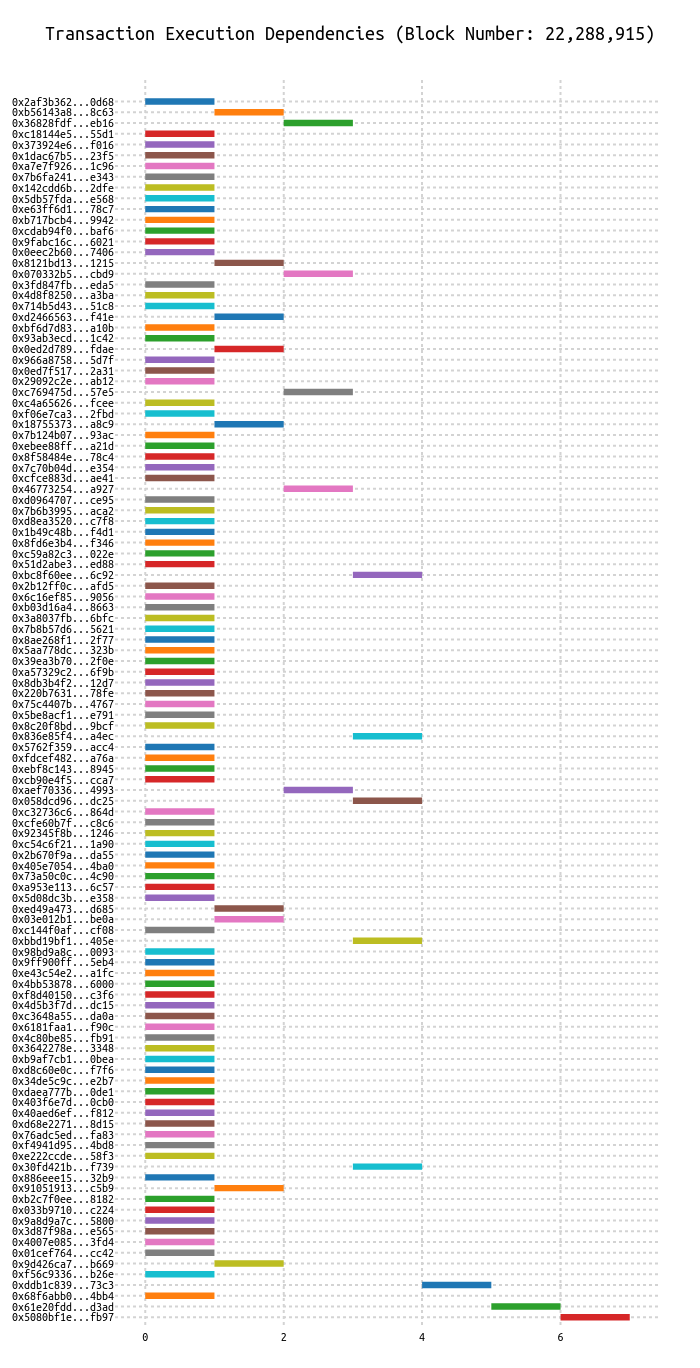 Transaction Execution Dependencies (Block Number: 22,288,915)
0x2af3b362...0d68
0xb56143a8...8c63
0x36828fdf...eb16
0xc18144e5...55d1
0x373924e6...f016
0x1dac67b5...23f5
0xa7e7f926...1c96
0x7b6fa241...e343
0x142cdd6b...2dfe
0x5db57fda...e568
0xe63ff6d1...78c7
0xb717bcb4...9942
0xcdab94f0...baf6
0x9fabc16c...6021
0x0eec2b60...7406
0x8121bd13...1215
0x070332b5...cbd9
0x3fd847fb...eda5
0x4d8f8250...a3ba
0x714b5d43...51c8
0xd2466563...f41e
0xbf6d7d83...a10b
0x93ab3ecd...1c42
0x0ed2d789...fdae
0x966a8758...5d7f
0x0ed7f517...2a31
0x29092c2e...ab12
0xc769475d...57e5
0xc4a65626...fcee
0xf06e7ca3...2fbd
0x18755373...a8c9
0x7b124b07...93ac
0xebee88ff...a21d
0x8f58484e...78c4
0x7c70b04d...e354
0xcfce883d...ae41
0x46773254...a927
0xd0964707...ce95
0x7b6b3995...aca2
0xd8ea3520...c7f8
0x1b49c48b...f4d1
0x8fd6e3b4...f346
0xc59a82c3...022e
0x51d2abe3...ed88
0xbc8f60ee...6c92
0x2b12ff0c...afd5
0x6c16ef85...9056
0xb03d16a4...8663
0x3a8037fb...6bfc
0x7b8b57d6...5621
0x8ae268f1...2f77
0x5aa778dc...323b
0x39ea3b70...2f0e
0xa57329c2...6f9b
0x8db3b4f2...12d7
0x220b7631...78fe
0x75c4407b...4767
0x5be8acf1...e791
0x8c20f8bd...9bcf
0x836e85f4...a4ec
0x5762f359...acc4
0xfdcef482...a76a
0xebf8c143...8945
0xcb90e4f5...cca7
0xaef70336...4993
0x058dcd96...dc25
0xc32736c6...864d
0xcfe60b7f...c8c6
0x92345f8b...1246
0xc54c6f21...1a90
0x2b670f9a...da55
0x405e7054...4ba0
0x73a50c0c...4c90
0xa953e113...6c57
0x5d08dc3b...e358
0xed49a473...d685
0x03e012b1...be0a
0xc144f0af...cf08
0xbbd19bf1...405e
0x98bd9a8c...0093
0x9ff900ff...5eb4
0xe43c54e2...a1fc
0x4bb53878...6000
0xf8d40150...c3f6
0x4d5b3f7d...dc15
0xc3648a55...da0a
0x6181faa1...f90c
0x4c80be85...fb91
0x3642278e...3348
0xb9af7cb1...0bea
0xd8c60e0c...f7f6
0x34de5c9c...e2b7
0xdaea777b...0de1
0x403f6e7d...0cb0
0x40aed6ef...f812
0xd68e2271...8d15
0x76adc5ed...fa83
0xf4941d95...4bd8
0xe222ccde...58f3
0x30fd421b...f739
0x886eee15...32b9
0x91051913...c5b9
0xb2c7f0ee...8182
0x033b9710...c224
0x9a8d9a7c...5800
0x3d87f98a...e565
0x4007e085...3fd4
0x01cef764...cc42
0x9d426ca7...b669
0xf56c9336...b26e
0xddb1c839...73c3
0x68f6abb0...4bb4
0x61e20fdd...d3ad
0x5080bf1e...fb97
0 2 4 6